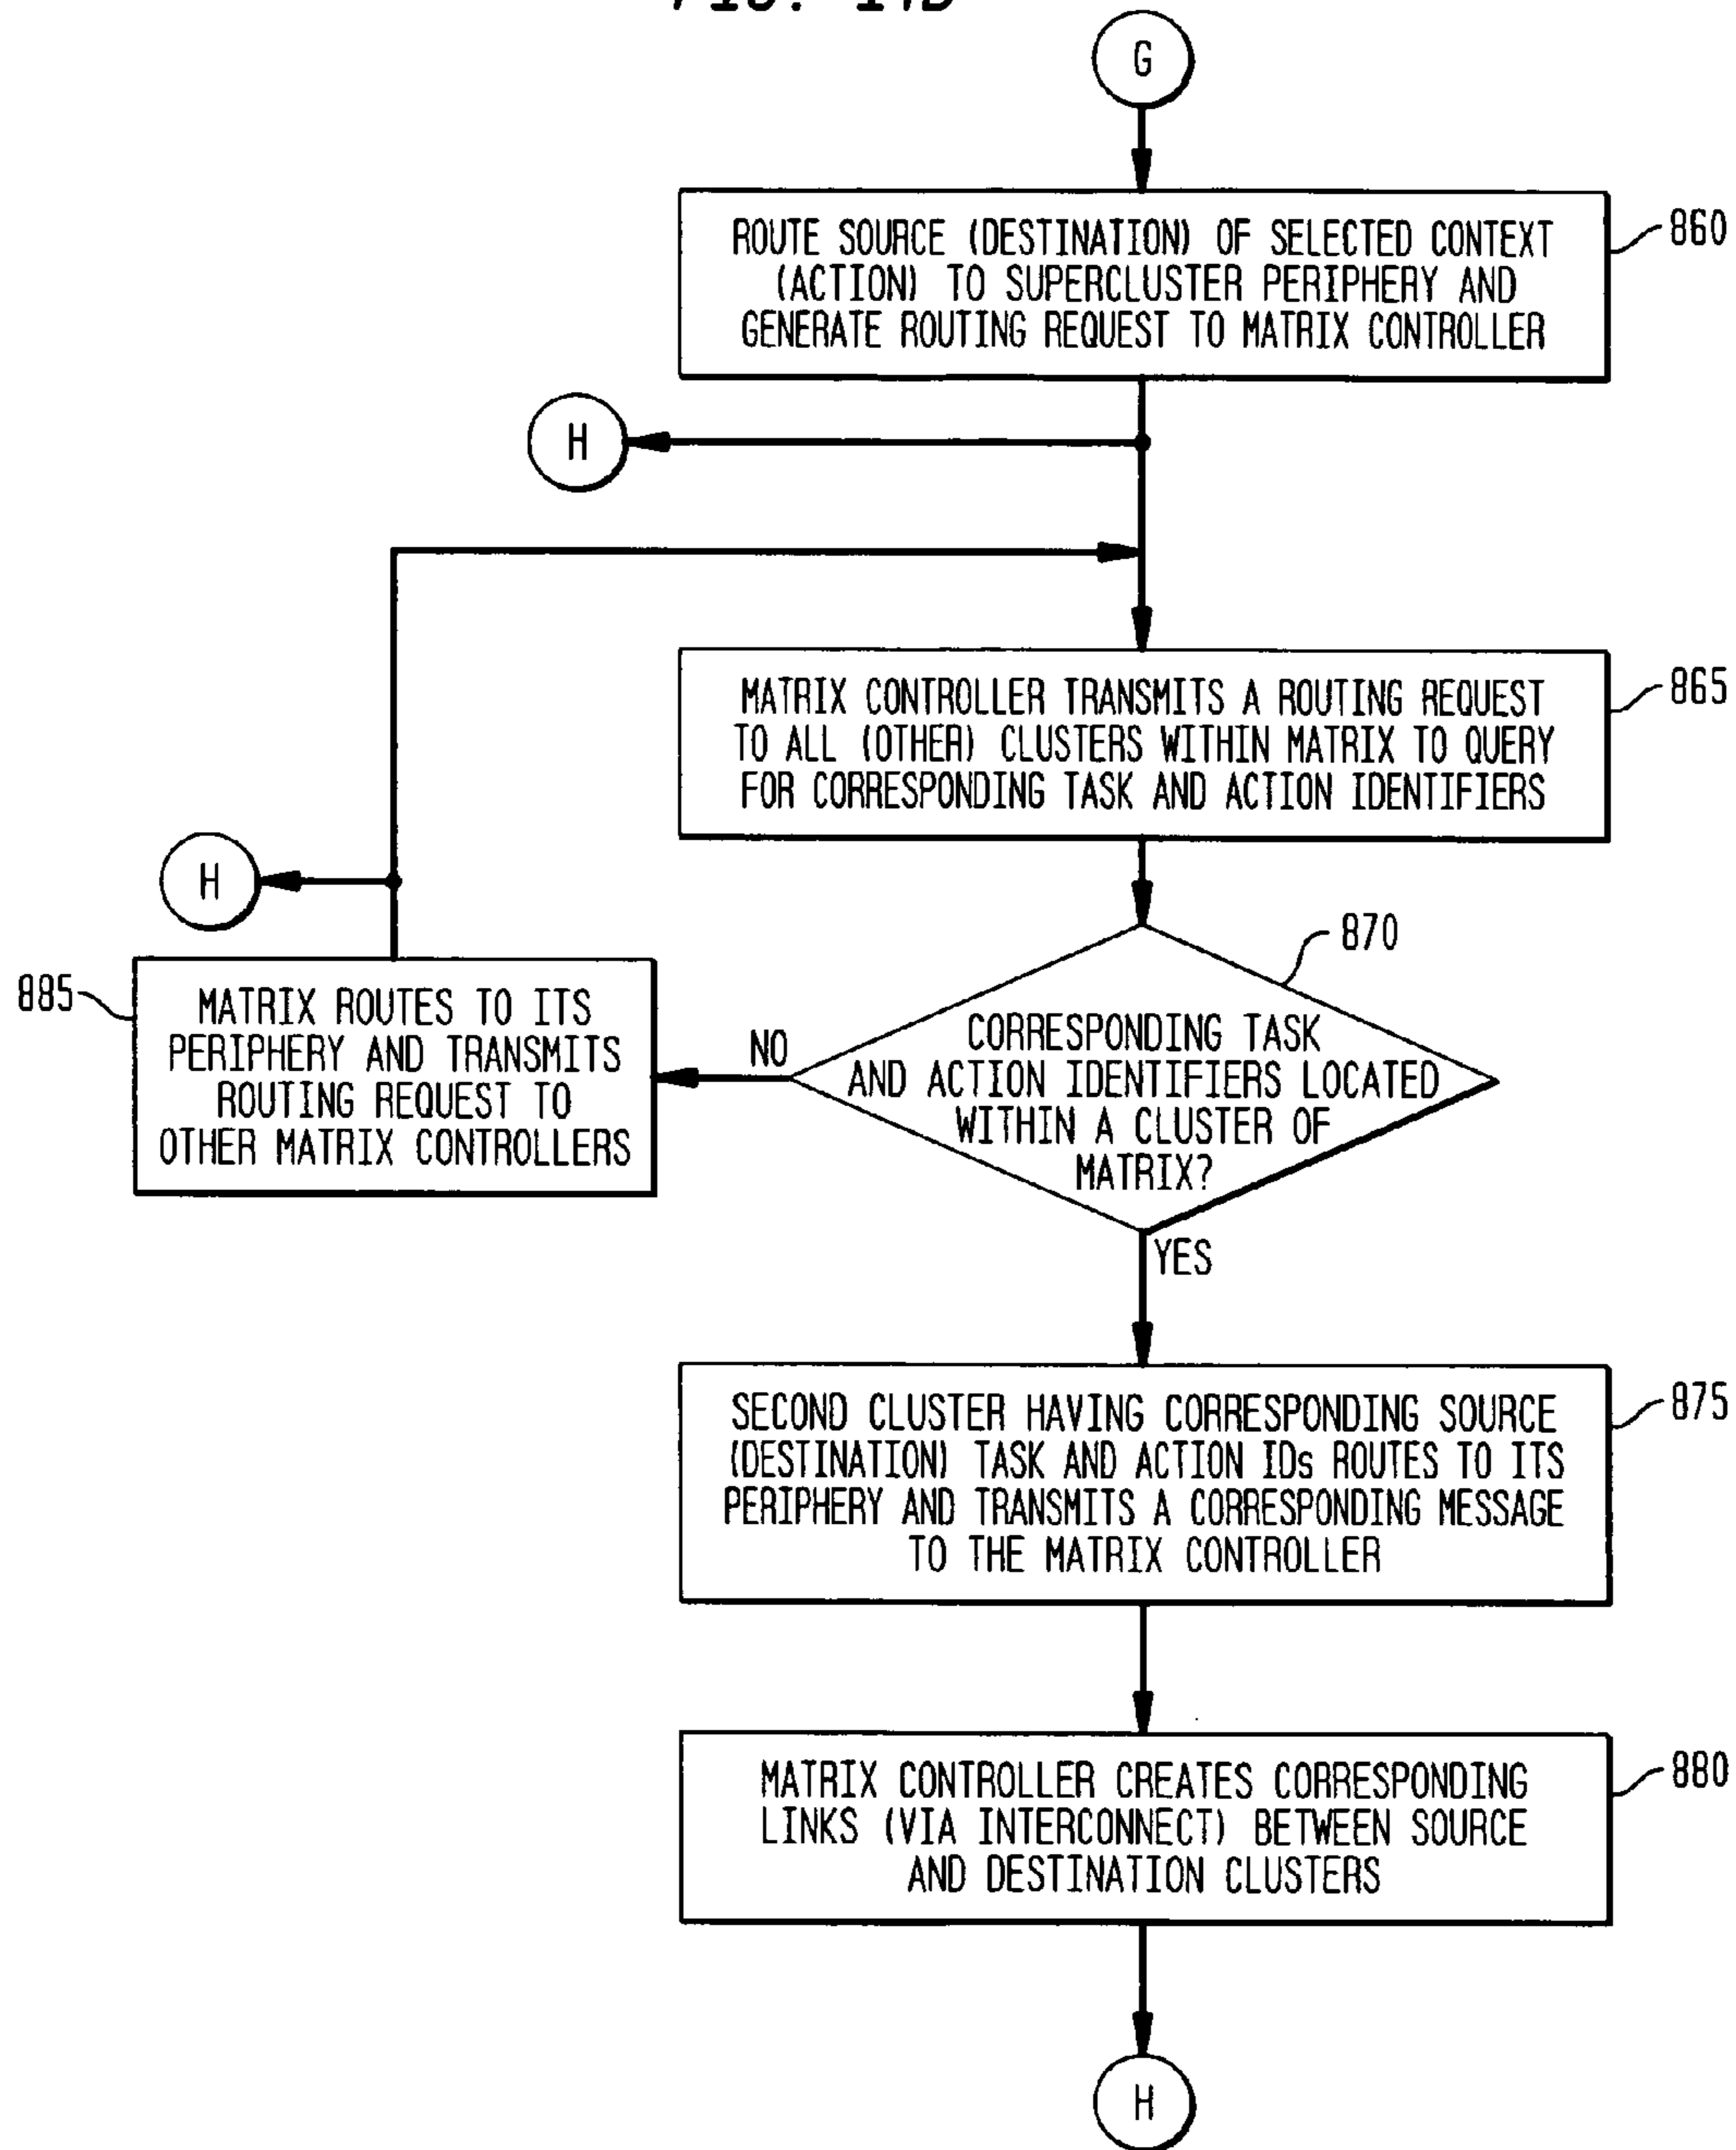 G
ROUTE SOURCE (DESTINATION) OF SELECTED CONTEXT
(ACTION) TO SUPERCLUSTER PERIPHERY AND
GENERATE ROUTING REQUEST TO MATRIX CONTROLLER
860
H
MATRIX CONTROLLER TRANSMITS A ROUTING REQUEST
TO ALL (OTHER) CLUSTERS WITHIN MATRIX TO QUERY
FOR CORRESPONDING TASK AND ACTION IDENTIFIERS
865
H
870
CORRESPONDING TASK
AND ACTION IDENTIFIERS LOCATED
WITHIN A CLUSTER OF
MATRIX?
NO
885
MATRIX ROUTES TO ITS
PERIPHERY AND TRANSMITS
ROUTING REQUEST TO
OTHER MATRIX CONTROLLERS
YES
SECOND CLUSTER HAVING CORRESPONDING SOURCE
(DESTINATION) TASK AND ACTION IDs ROUTES TO ITS
PERIPHERY AND TRANSMITS A CORRESPONDING MESSAGE
TO THE MATRIX CONTROLLER
875
MATRIX CONTROLLER CREATES CORRESPONDING
LINKS (VIA INTERCONNECT) BETWEEN SOURCE
AND DESTINATION CLUSTERS
880
H